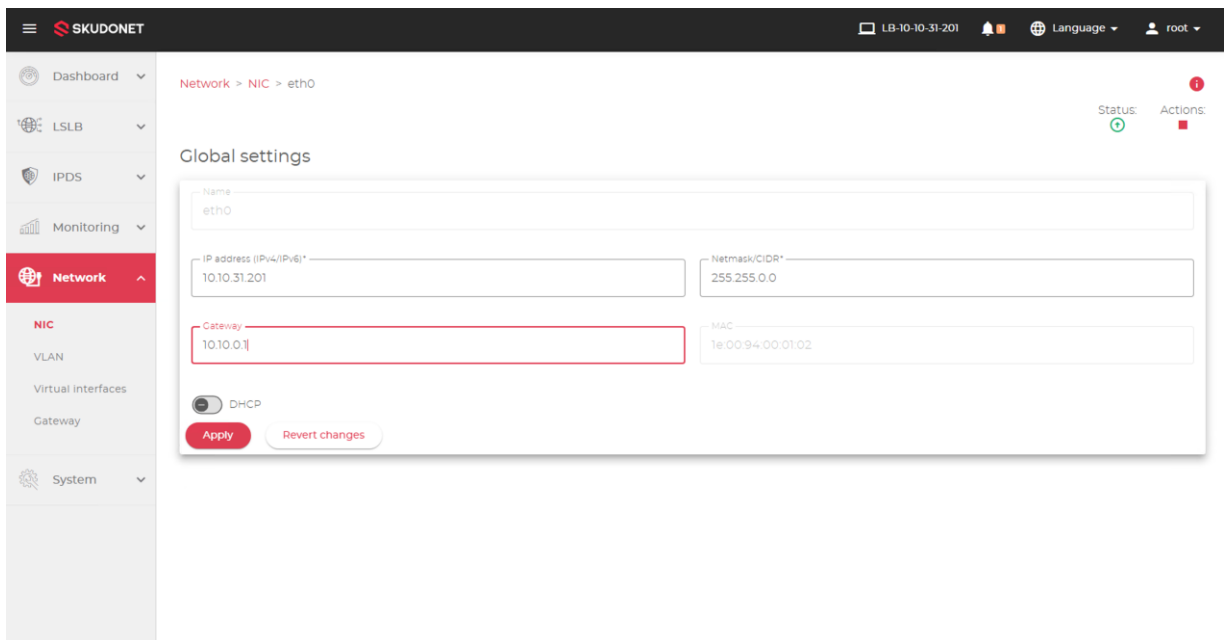 SKUDONET
LB-10-10-31-201
1
Language
root
Dashboard
LSLB
IPDS
Monitoring
Network
NIC
VLAN
Virtual interfaces
Gateway
System
Network > NIC > eth0
Status:
Actions:
Global settings
Name
eth0
IP address (IPv4/IPv6)*
10.10.31.201
Netmask/CIDR*
255.255.0.0
Gateway
10.10.0.1
MAC
1e:00:94:00:01:02
DHCP
Apply
Revert changes